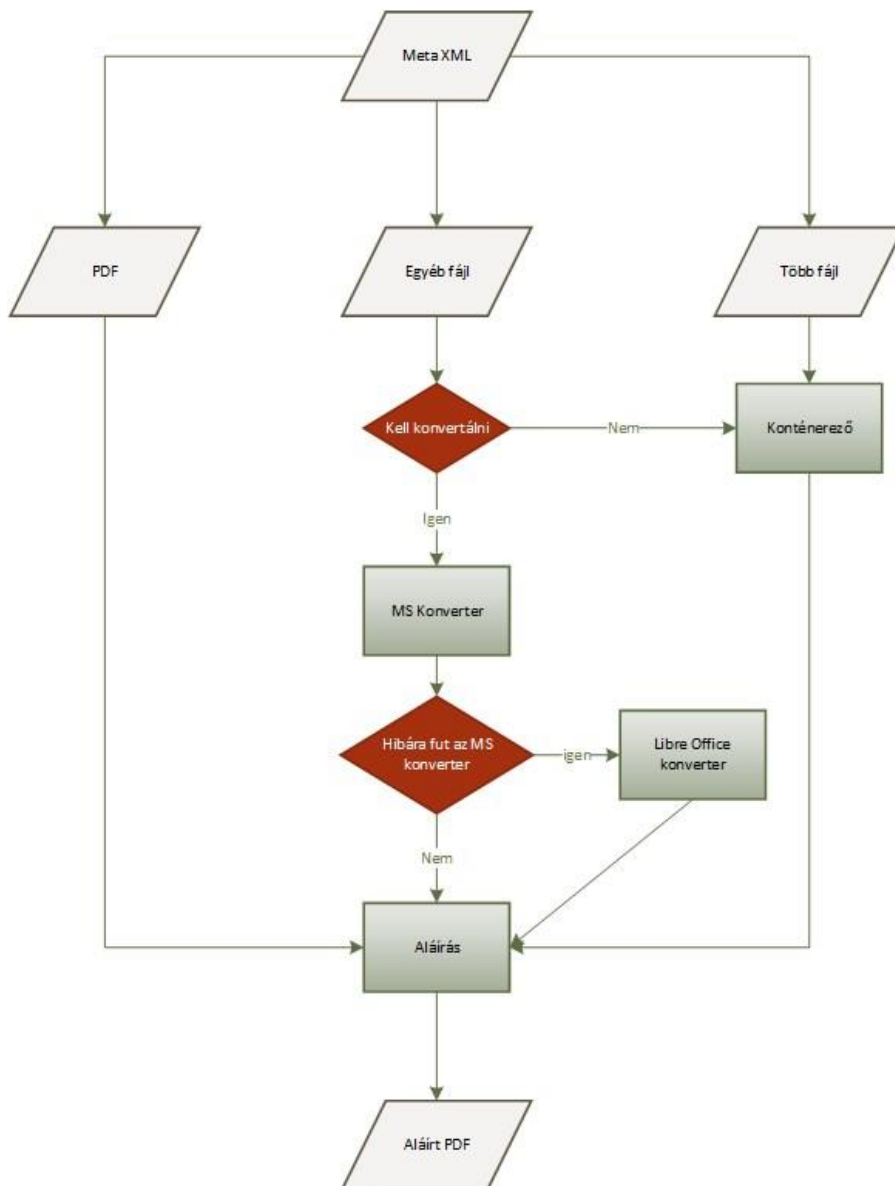 Meta XML
PDF
Egyéb fájl
Több fájl
Kell konvertálni
Nem
Konténerező
Igen
MS Konverter
Hibára fut az MS
konverter
igen
Libre Office
konverter
Nem
Aláírás
Aláírt PDF